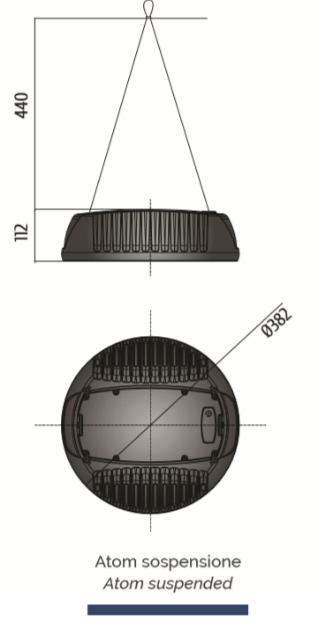 440
112
Ø382
Atom sospensione
Atom suspended